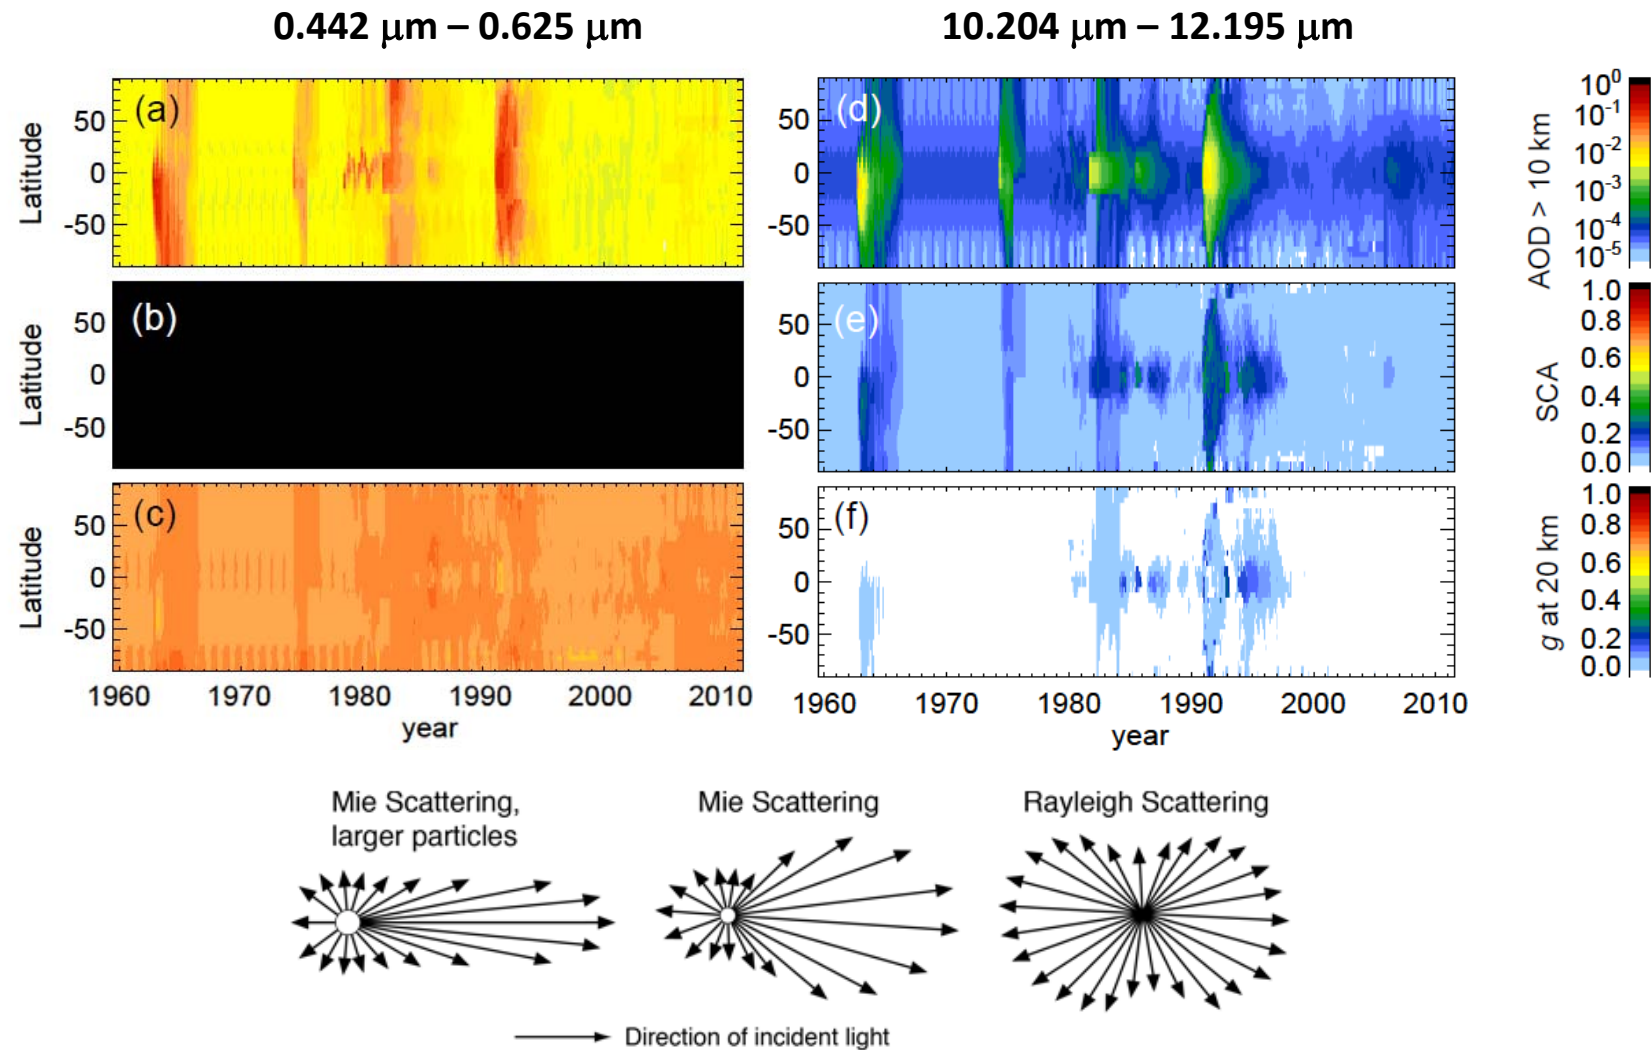 0.442 μm – 0.625 μm
10.204 μm – 12.195 μm
(a)
Latitude
50
0
-50
(d)
50
0
-50
AOD > 10 km
10⁰
10⁻¹
10⁻²
10⁻³
10⁻⁴
10⁻⁵
(b)
Latitude
50
0
-50
(e)
50
0
-50
SCA
1.0
0.8
0.6
0.4
0.2
0.0
(c)
Latitude
50
0
-50
1960 1970 1980 1990 2000 2010
year
(f)
50
0
-50
1960 1970 1980 1990 2000 2010
year
g at 20 km
1.0
0.8
0.6
0.4
0.2
0.0
Mie Scattering,
larger particles
Mie Scattering
Rayleigh Scattering
Direction of incident light